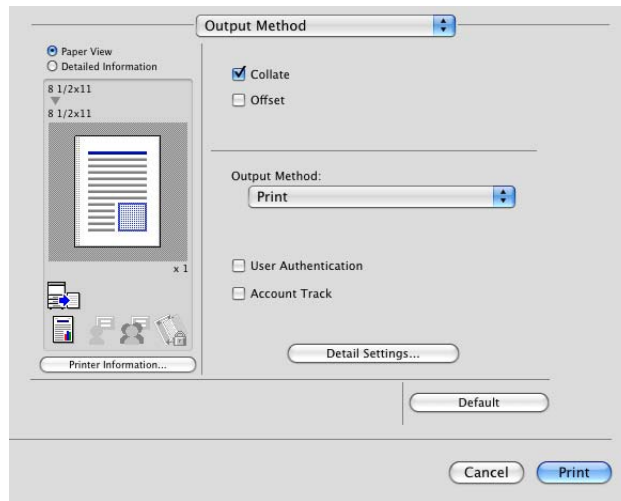 Output Method
Paper View
Detailed Information
8 1/2x11
8 1/2x11
x 1
Printer Information...
Collate
Offset
Output Method:
Print
User Authentication
Account Track
Detail Settings...
Default
Cancel
Print